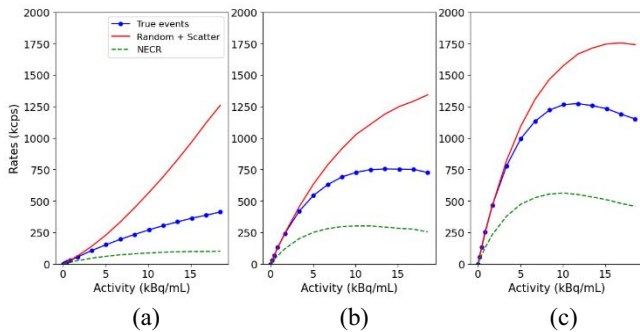 2000
1750
1500
1250
1000
750
500
250
0
Rates (kcps)
True events
Random + Scatter
NECR
0 5 10 15
Activity (kBq/mL)
(a)
2000
1750
1500
1250
1000
750
500
250
0
0 5 10 15
Activity (kBq/mL)
(b)
2000
1750
1500
1250
1000
750
500
250
0
0 5 10 15
Activity (kBq/mL)
(c)